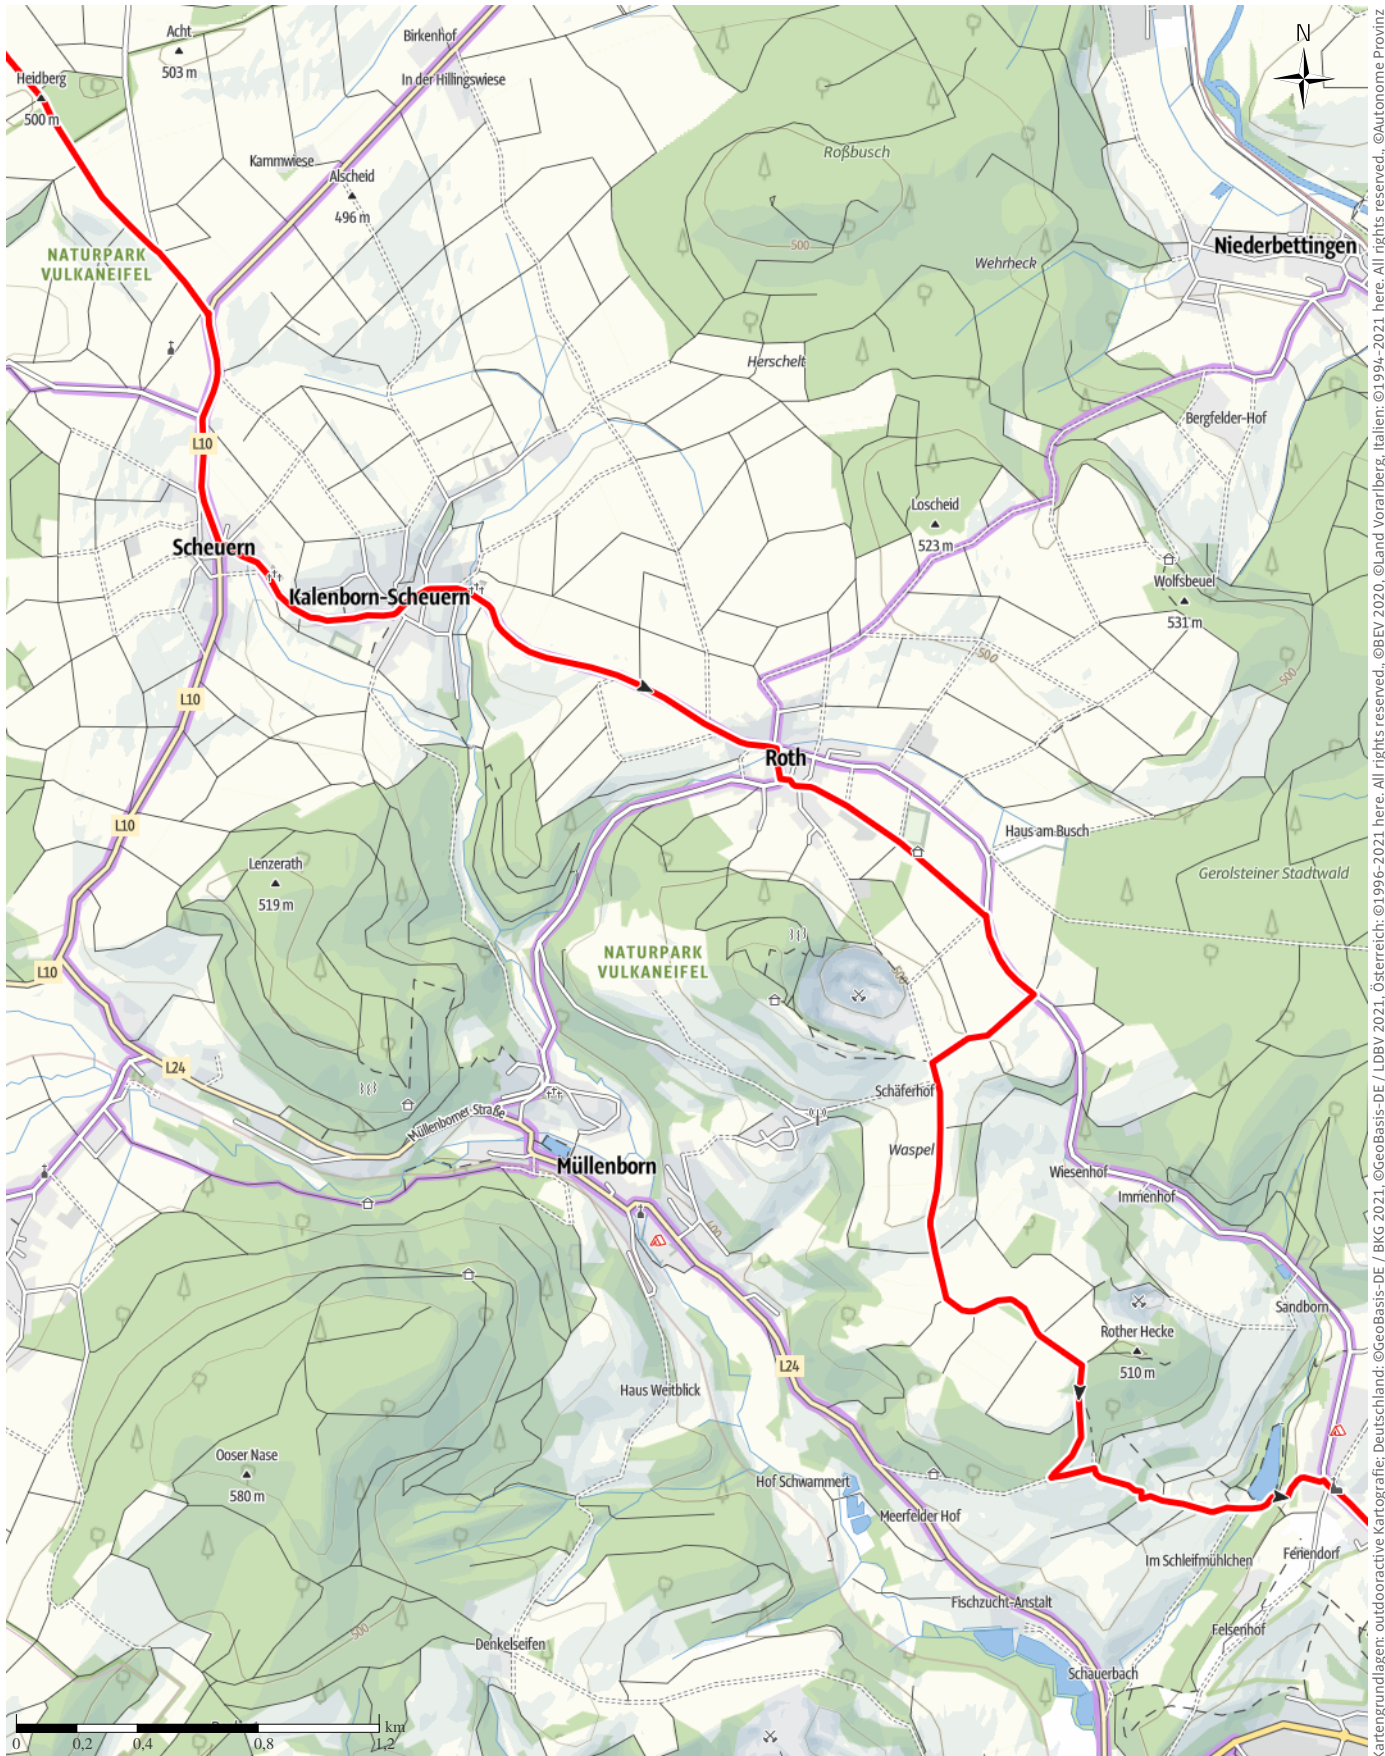 Acht
503 m
Birkenhof
N
Heidberg
500 m
In der Hillingswiese
Kammwiese
Alscheid
496 m
Roßbusch
500
NATURPARK
VULKANEIFEL
Niederbettingen
Wehrheck
Herschelt
Bergfelder-Hof
L10
Loscheid
523 m
Scheuern
Kalenborn-Scheuern
Wolfsbeuel
531 m
500
500
L10
Roth
L10
Haus am Busch
Lenzerath
519 m
Gerolsteiner Stadtwald
NATURPARK
VULKANEIFEL
500
L10
L24
Schäferhof
Müllenborner Straße
Waspel
Müllenborn
Wiesenhof
Immenhof
400
Sandborn
Rother Hecke
510 m
L24
Haus Weitblick
Ooser Nase
580 m
Hof Schwammert
Meerfelder Hof
Im Schleifmühlchen
Feriendorf
Fischzucht-Anstalt
Felsenhof
500
Denkelseifen
Schauerbach
km
0
0,2
0,4
0,8
1,2
artengrundlagen: outdooractive Kartografie; Deutschland: ©GeoBasis-DE / BKG 2021, ©GeoBasis-DE / LDBV 2021, Österreich: ©1996-2021 here. All rights reserved., ©BEV 2020, ©Land Vorarlberg, Italien: ©1994-2021 here. All rights reserved., ©Autonome Provinz